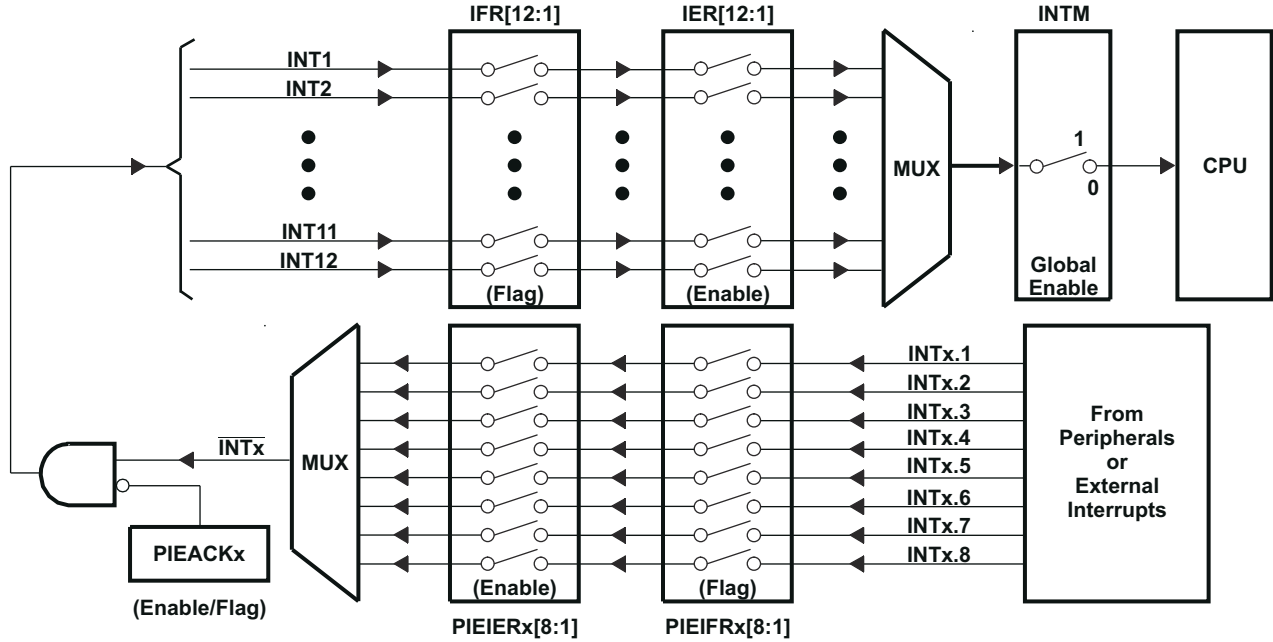 IFR[12:1]
IER[12:1]
INTM
INT1
INT2
1
MUX
CPU
0
INT11
INT12
Global
Enable
(Flag)
(Enable)
INTx.1
INTx.2
INTx.3
INTx.4
INTx.5
INTx.6
INTx.7
INTx.8
From
Peripherals
or
External
Interrupts
INTx
MUX
PIEACKx
(Enable/Flag)
(Enable)
(Flag)
PIEIERx[8:1]
PIEIFRx[8:1]